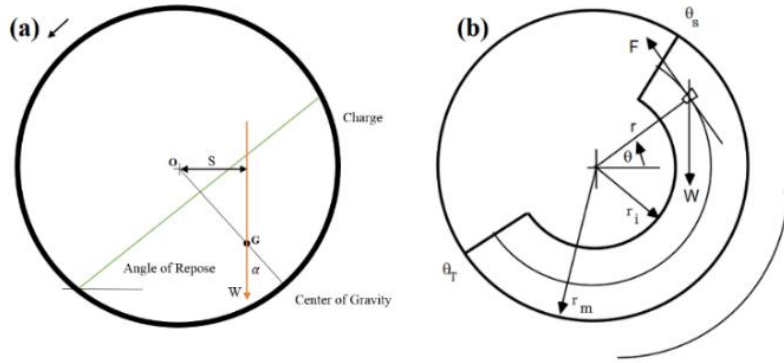 (a)
O
S
Charge
G
Angle of Repose
α
W
Center of Gravity
(b)
θs
F
r
θ
W
ri
θT
rm